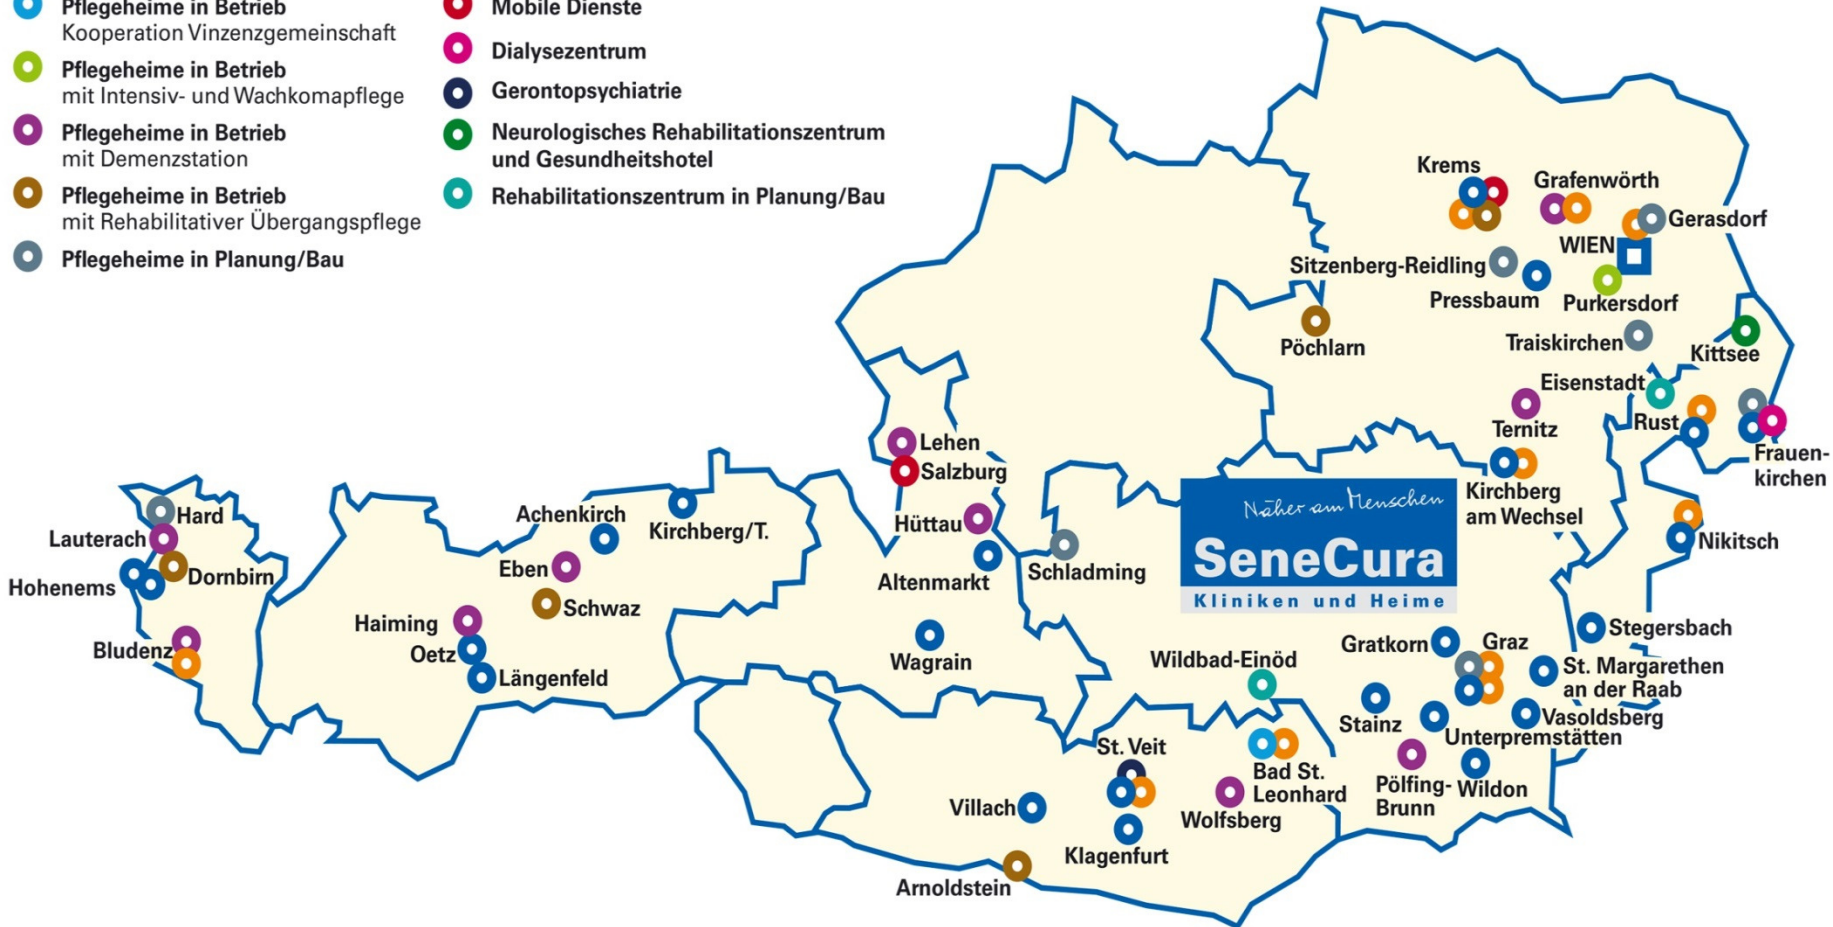 Pflegeheime in Betrieb
Kooperation Vinzenzgemeinschaft
Pflegeheime in Betrieb
mit Intensiv- und Wachkomapflege
Pflegeheime in Betrieb
mit Demenzstation
Pflegeheime in Betrieb
mit Rehabilitativer Übergangspflege
Pflegeheime in Planung/Bau
Mobile Dienste
Dialysezentrum
Gerontopsychiatrie
Neurologisches Rehabilitationszentrum
und Gesundheitshotel
Rehabilitationszentrum in Planung/Bau
Krems
Grafenwörth
Gerasdorf
WIEN
Sitzenberg-Reidling
Pressbaum
Purkersdorf
Pöchlarn
Traiskirchen
Kittsee
Eisenstadt
Rust
Ternitz
Frauen-
kirchen
Kirchberg
am Wechsel
Nikitsch
Lehen
Salzburg
Hüttau
Altenmarkt
Schladming
Wagrain
Näher am Menschen
SeneCura
Kliniken und Heime
Hard
Lauterach
Dornbirn
Hohenems
Bludenz
Achenkirch
Kirchberg/T.
Eben
Schwaz
Haiming
Oetz
Längenfeld
Stegersbach
Gratkorn
Graz
St. Margarethen
an der Raab
Wildbad-Einöd
Stainz
Vasoldsberg
Unterpremstätten
St. Veit
Bad St.
Leonhard
Pölfing-
Brunn
Wildon
Villach
Wolfsberg
Klagenfurt
Arnoldstein